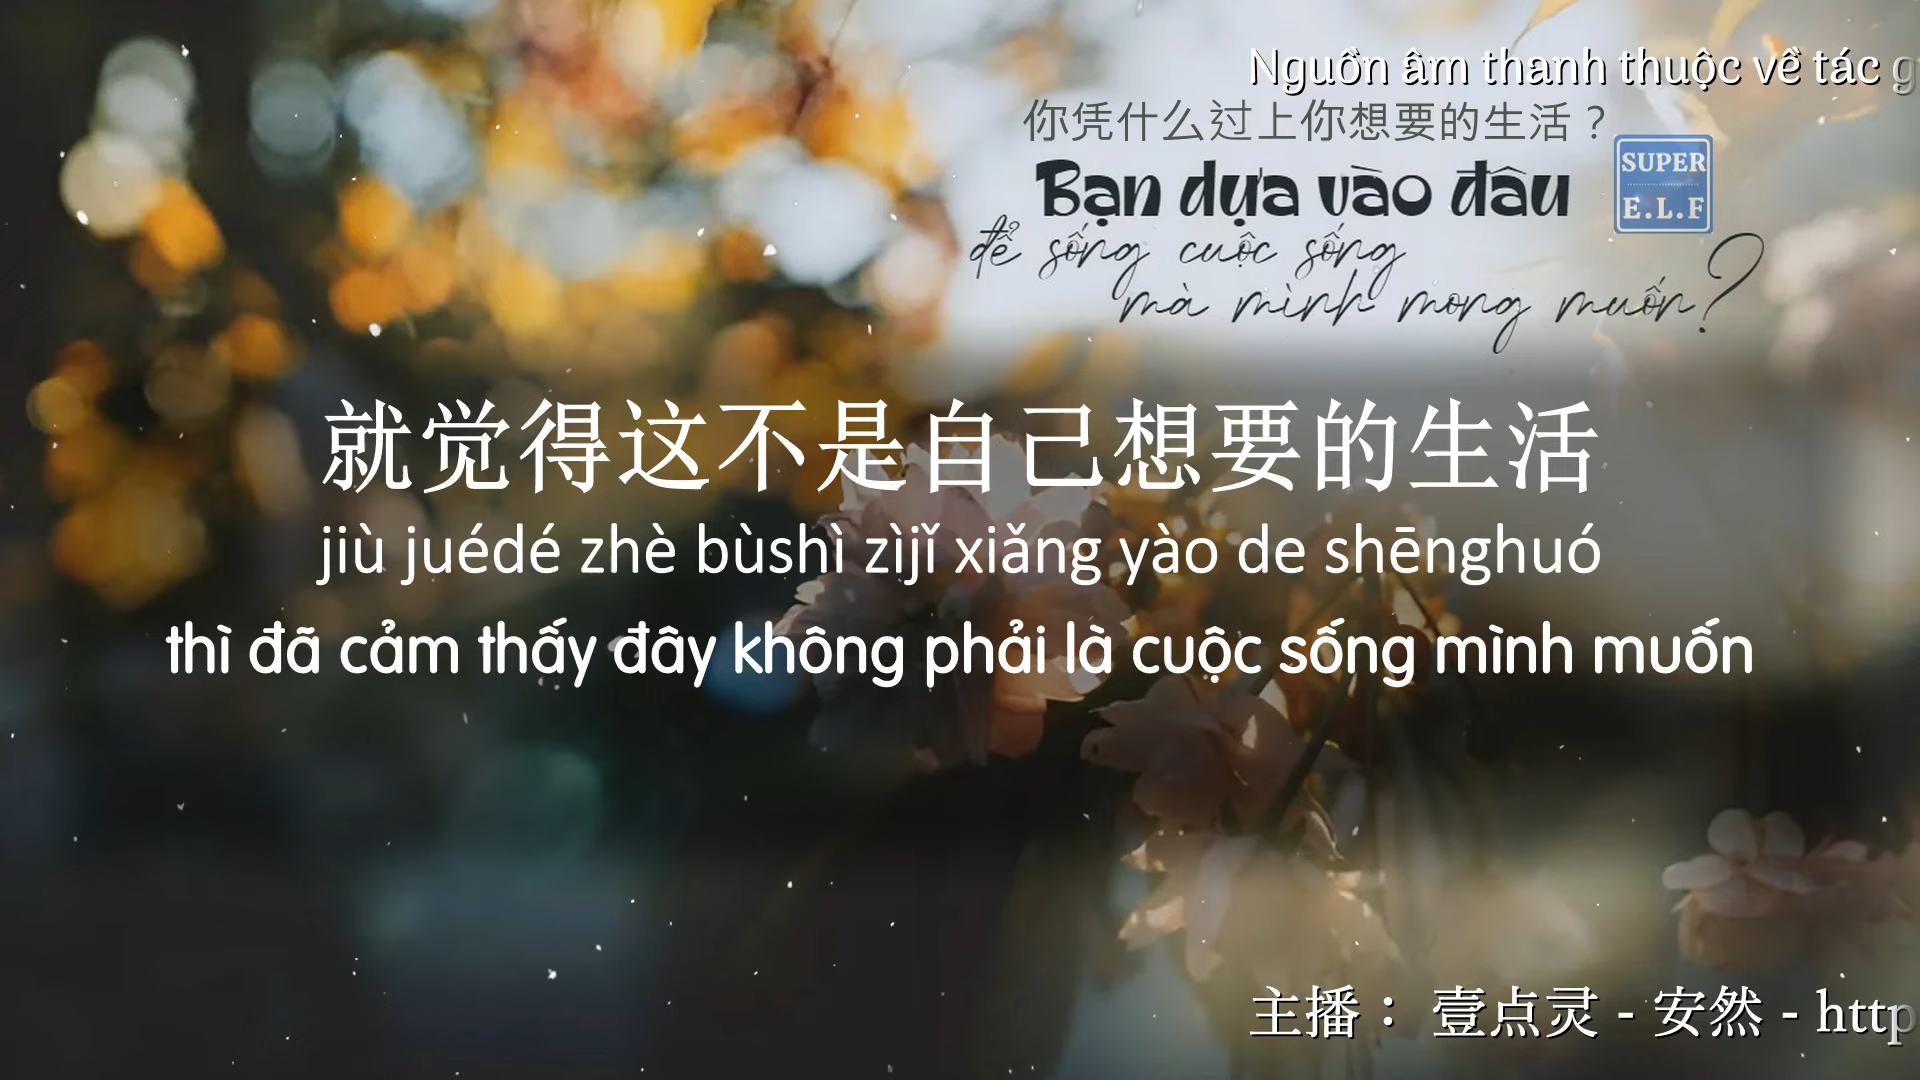 Nguồn âm thanh thuộc về tác
你凭什么过上你想要的生活？
Bạn dựa vào đâu
để sống cuộc sống
mà mình mong muốn?
SUPER
E.L.F
就觉得这不是自己想要的生活
jiù juédé zhè bùshì zìjǐ xiǎng yào de shēnghuó
thì đã cảm thấy đây không phải là cuộc sống mình muốn
主播： 壹点灵 - 安然 - http